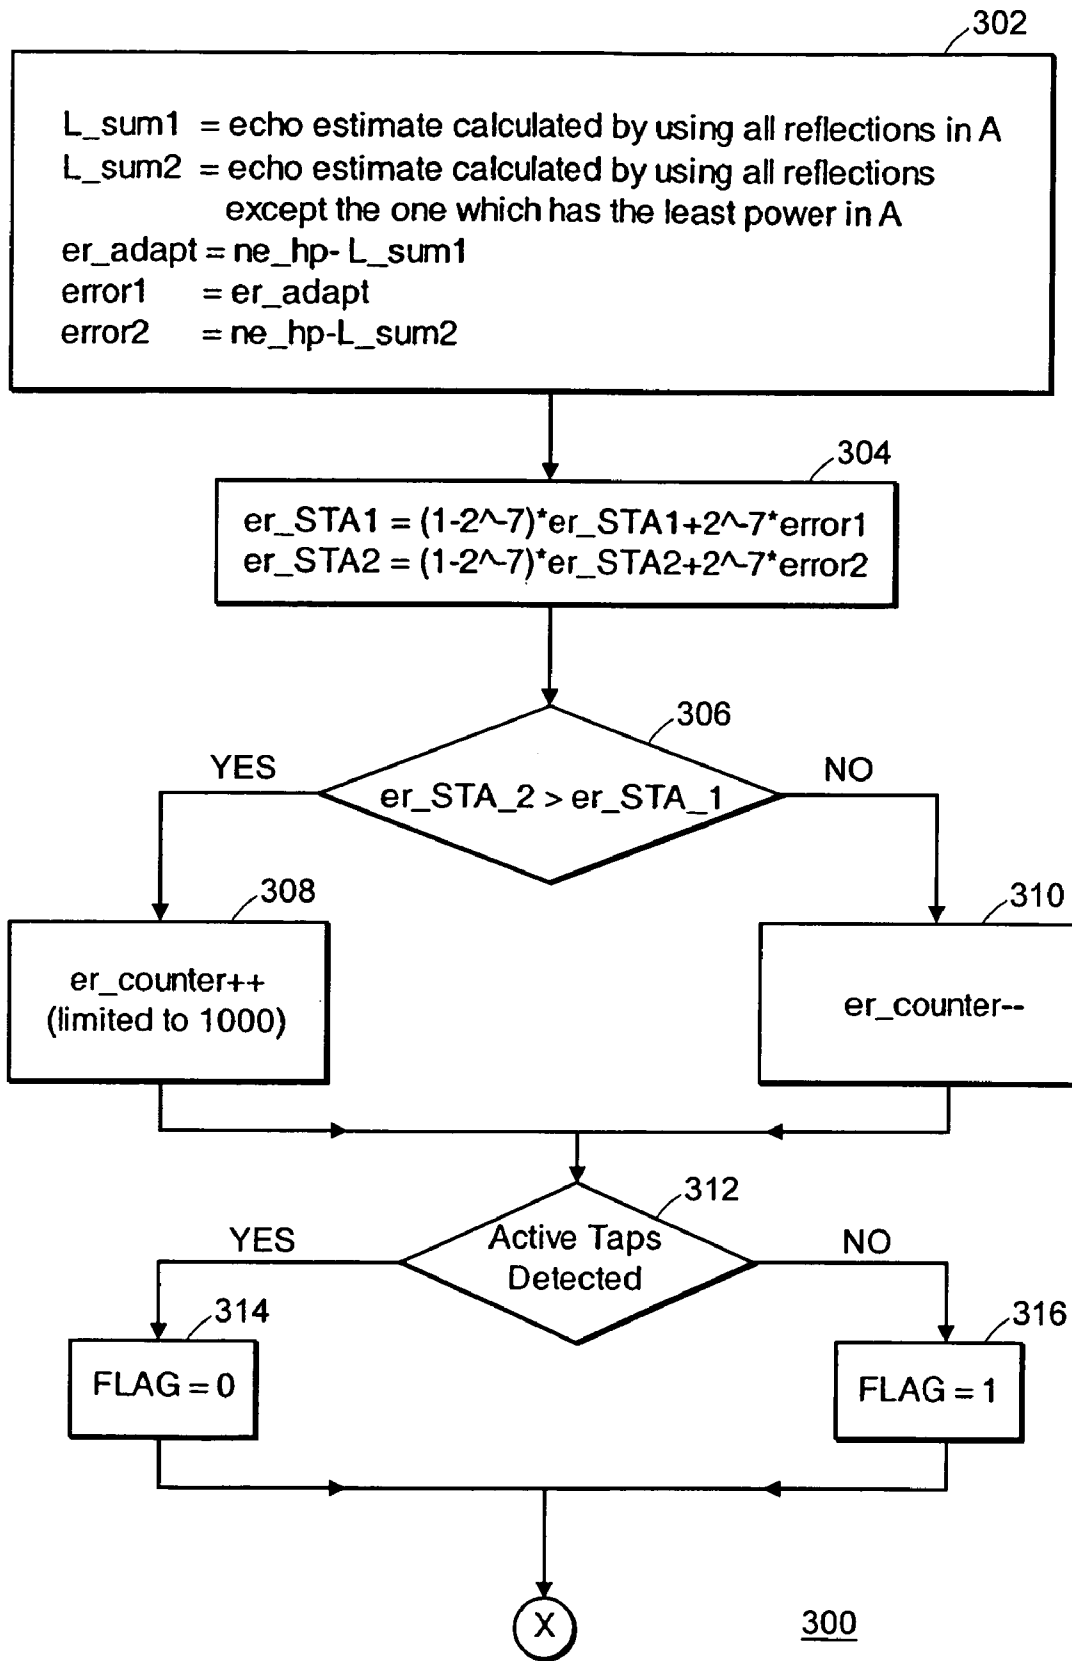 302
L_sum1 = echo estimate calculated by using all reflections in A
L_sum2 = echo estimate calculated by using all reflections
except the one which has the least power in A
er_adapt = ne_hp- L_sum1
error1 = er_adapt
error2 = ne_hp-L_sum2
304
er_STA1 = (1-2^-7)*er_STA1+2^-7*error1
er_STA2 = (1-2^-7)*er_STA2+2^-7*error2
306
YES
NO
er_STA_2 > er_STA_1
308
310
er_counter++
(limited to 1000)
er_counter--
312
YES
NO
Active Taps
Detected
314
316
FLAG = 0
FLAG = 1
X
300